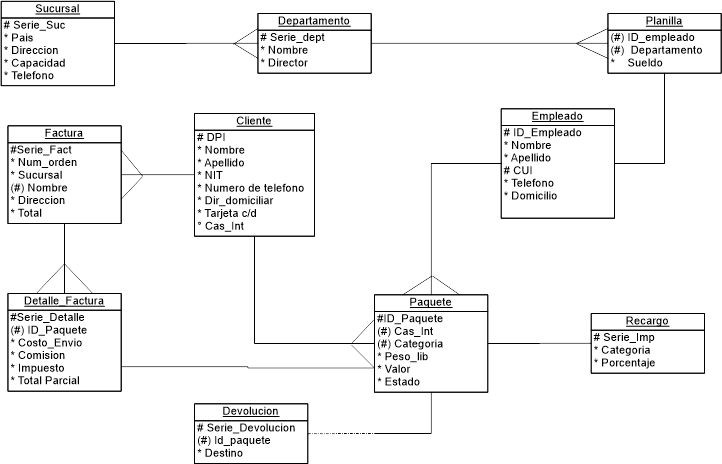 Sucursal
# Serie_Suc
* Pais
* Direccion
* Capacidad
* Telefono
Departamento
# Serie_dept
* Nombre
* Director
Planilla
(#) ID_empleado
(#) Departamento
* Sueldo
Factura
#Serie_Fact
* Num_orden
* Sucursal
(#) Nombre
* Direccion
* Total
Cliente
# DPI
* Nombre
* Apellido
* NIT
* Numero de telefono
* Dir_domiciliar
* Tarjeta c/d
° Cas_Int
Empleado
# ID_Empleado
* Nombre
* Apellido
# CUI
* Telefono
* Domicilio
Detalle_Factura
#Serie_Detalle
(#) ID_Paquete
* Costo_Envio
* Comision
* Impuesto
* Total Parcial
Paquete
#ID_Paquete
(#) Cas_Int
(#) Categoria
* Peso_lib
* Valor
* Estado
Recargo
# Serie_Imp
* Categoria
* Porcentaje
Devolucion
# Serie_Devolucion
(#) Id_paquete
* Destino